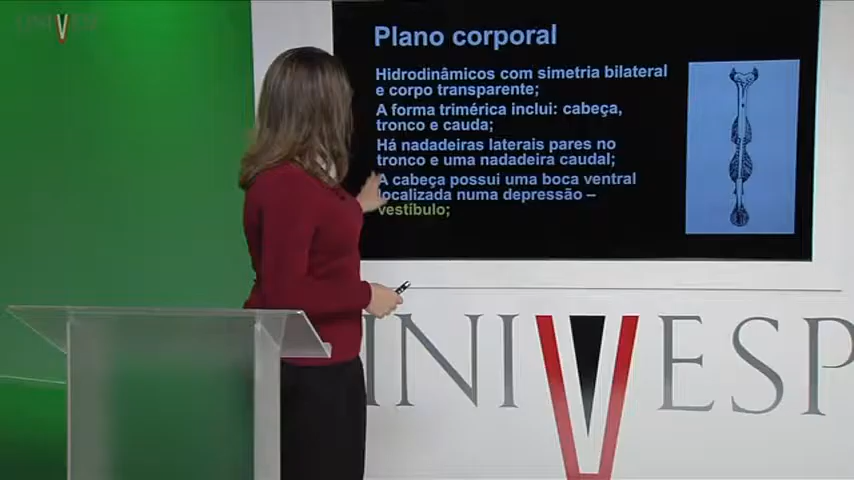 UNIVESP
Plano corporal
Hidrodinâmicos com simetria bilateral
e corpo transparente;
A forma trimérica inclui: cabeça,
tronco e cauda;
Há nadadeiras laterais pares no
tronco e uma nadadeira caudal;
A cabeça possui uma boca ventral
localizada numa depressão –
vestíbulo;
UNIVESP